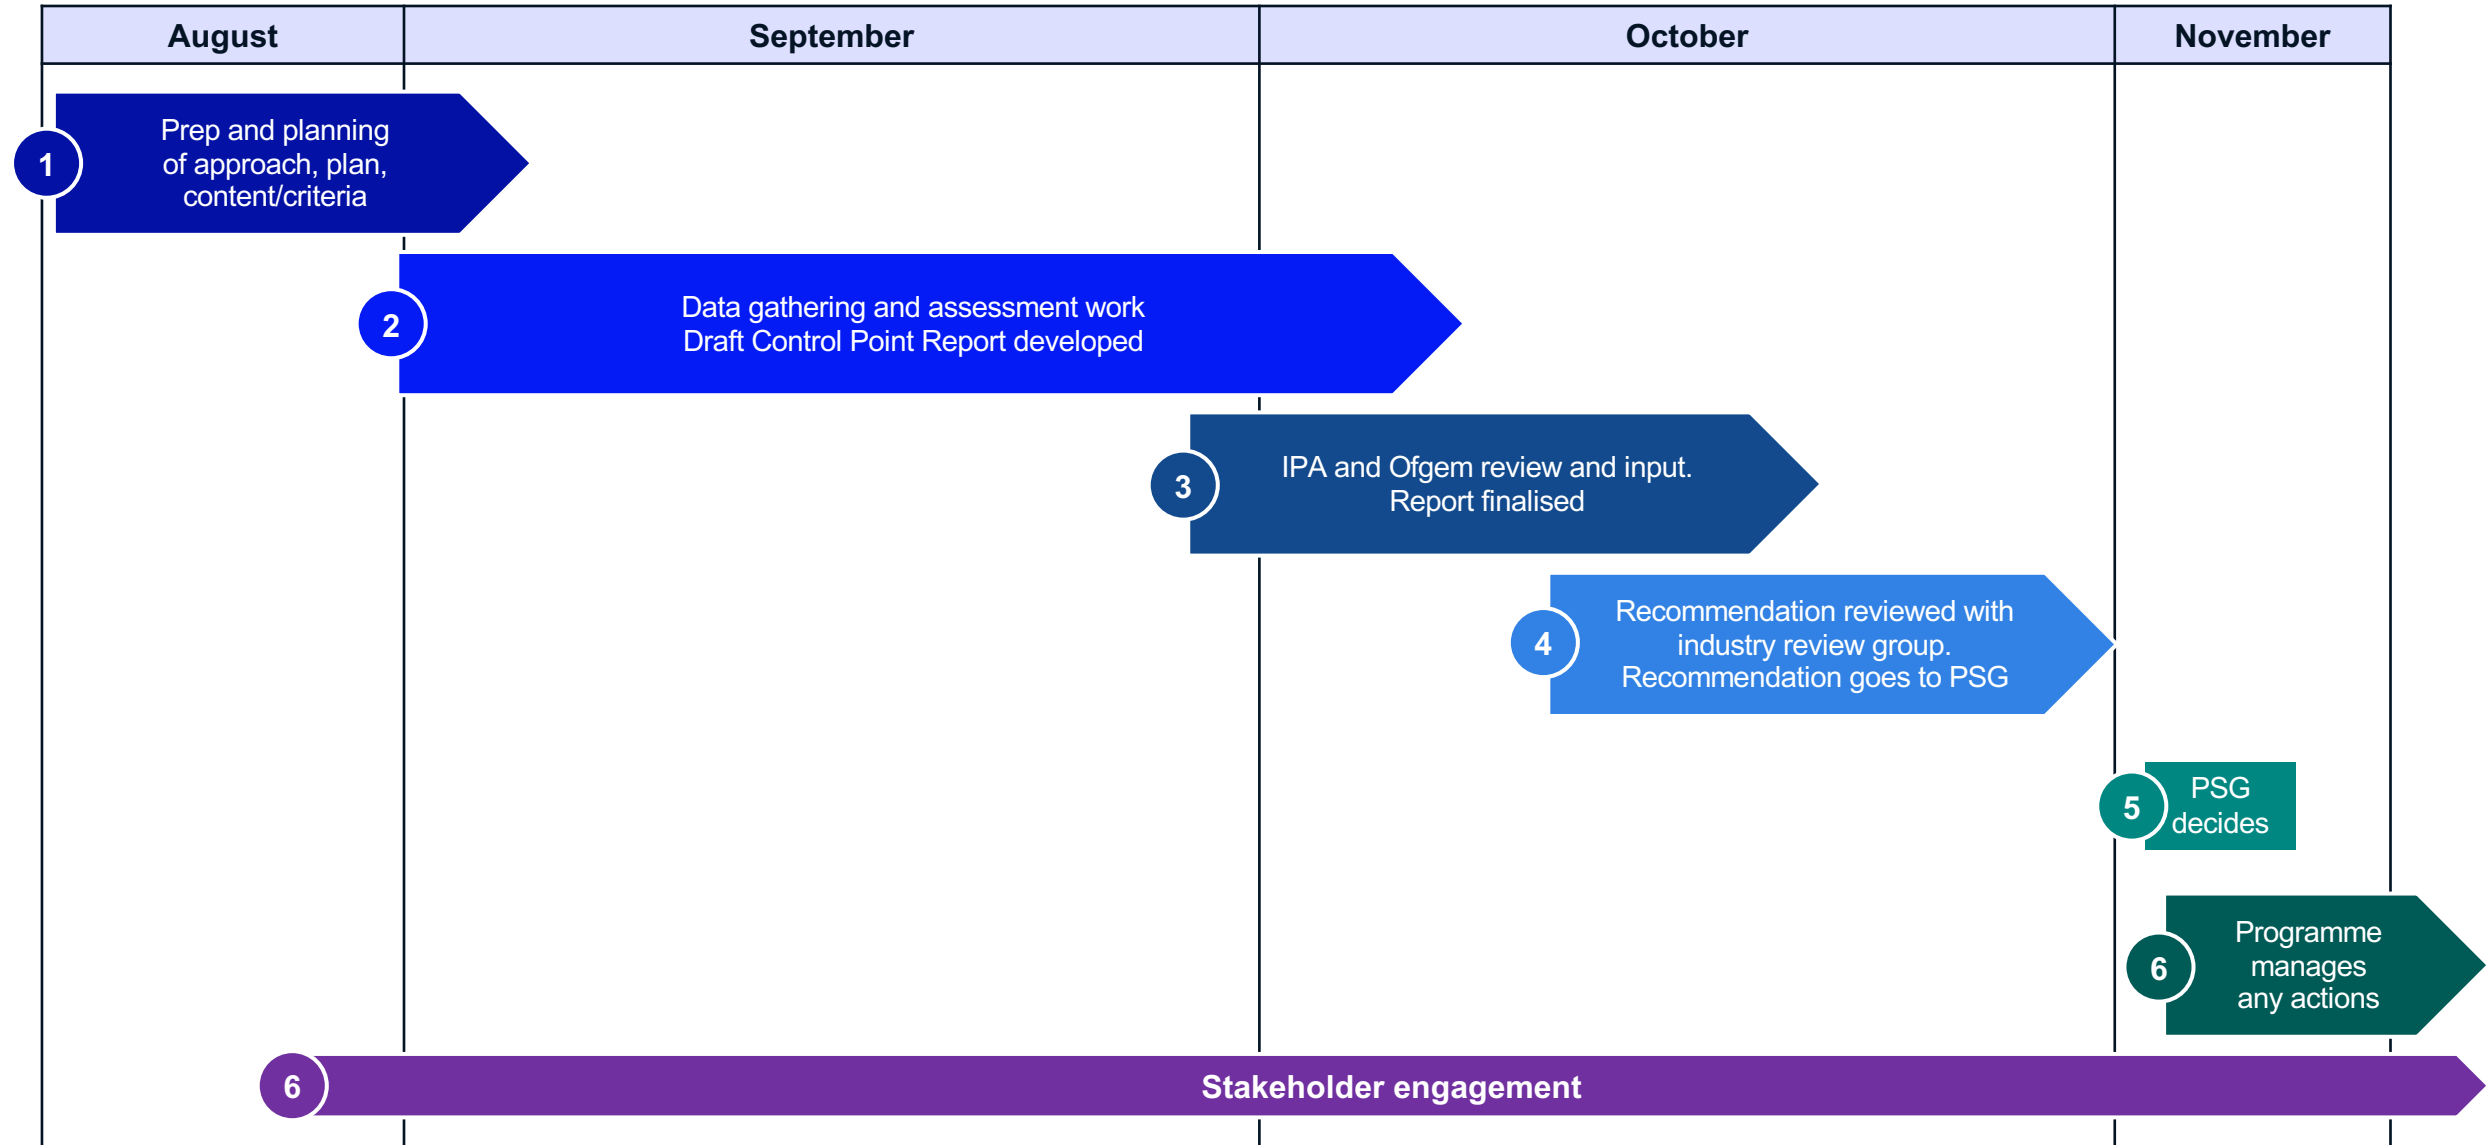 August
September
October
November
1
Prep and planning
of approach, plan,
content/criteria
2
Data gathering and assessment work
Draft Control Point Report developed
3
IPA and Ofgem review and input.
Report finalised
4
Recommendation reviewed with
industry review group.
Recommendation goes to PSG
5
PSG
decides
6
Programme
manages
any actions
6
Stakeholder engagement